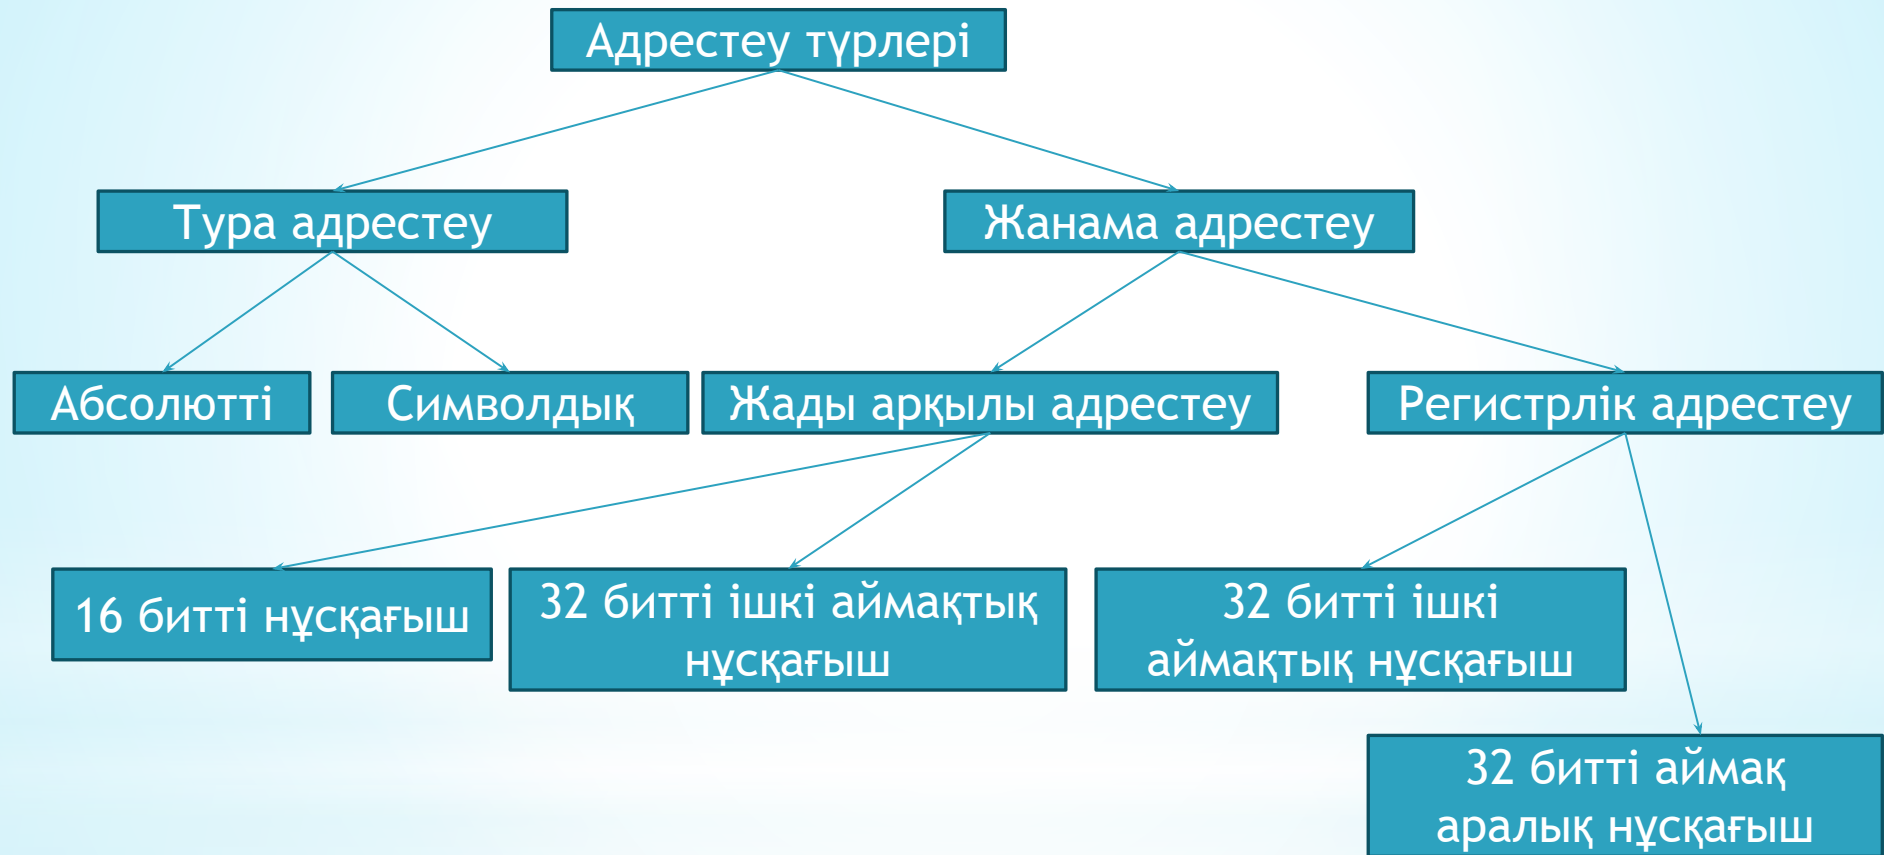 Адрестеу түрлері
Тура адрестеу
Жанама адрестеу
Абсолютті
Символдық
Жады арқылы адрестеу
Регистрлік адрестеу
16 битті нұсқағыш
32 битті ішкі аймақтық
нұсқағыш
32 битті ішкі
аймақтық нұсқағыш
32 битті аймақ
аралық нұсқағыш